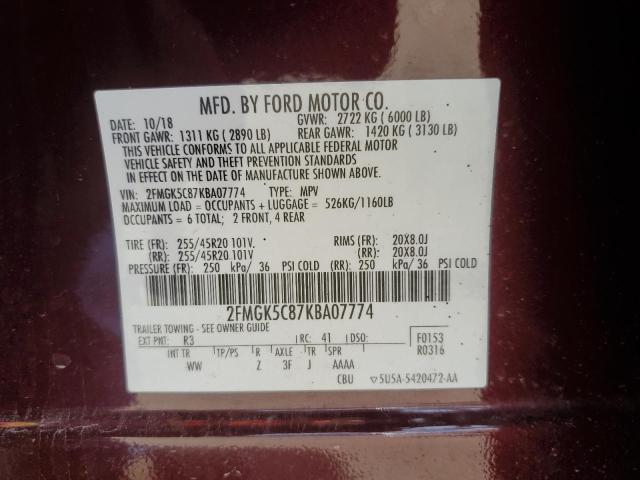 MFD. BY FORD MOTOR CO.
DATE: 10/18 GVWR: 2722 KG ( 6000 LB)
FRONT GAWR: 1311 KG ( 2890 LB) REAR GAWR: 1420 KG ( 3130 LB)
THIS VEHICLE CONFORMS TO ALL APPLICABLE FEDERAL MOTOR
VEHICLE SAFETY AND THEFT PREVENTION STANDARDS
IN EFFECT ON THE DATE OF MANUFACTURE SHOWN ABOVE.
VIN: 2FMGK5C87KBA07774 TYPE: MPV
MAXIMUM LOAD = OCCUPANTS + LUGGAGE = 526KG/1160LB
OCCUPANTS = 6 TOTAL; 2 FRONT, 4 REAR
TIRE (FR): 255/45R20 101V. RIMS (FR): 20X8.0J
(RR): 255/45R20 101V. (RR): 20X8.0J
PRESSURE (FR): 250 kPa/ 36 PSI COLD (RR): 250 kPa/ 36 PSI COLD
2FMGK5C87KBA07774
TRAILER TOWING - SEE OWNER GUIDE
EXT PNT: R3 RC: 41 DSO: F0153
INT TR TP/PS R AXLE TR SPR R0316
WW Z 3F J AAAA
CBU ▽5U5A-5420472-AA